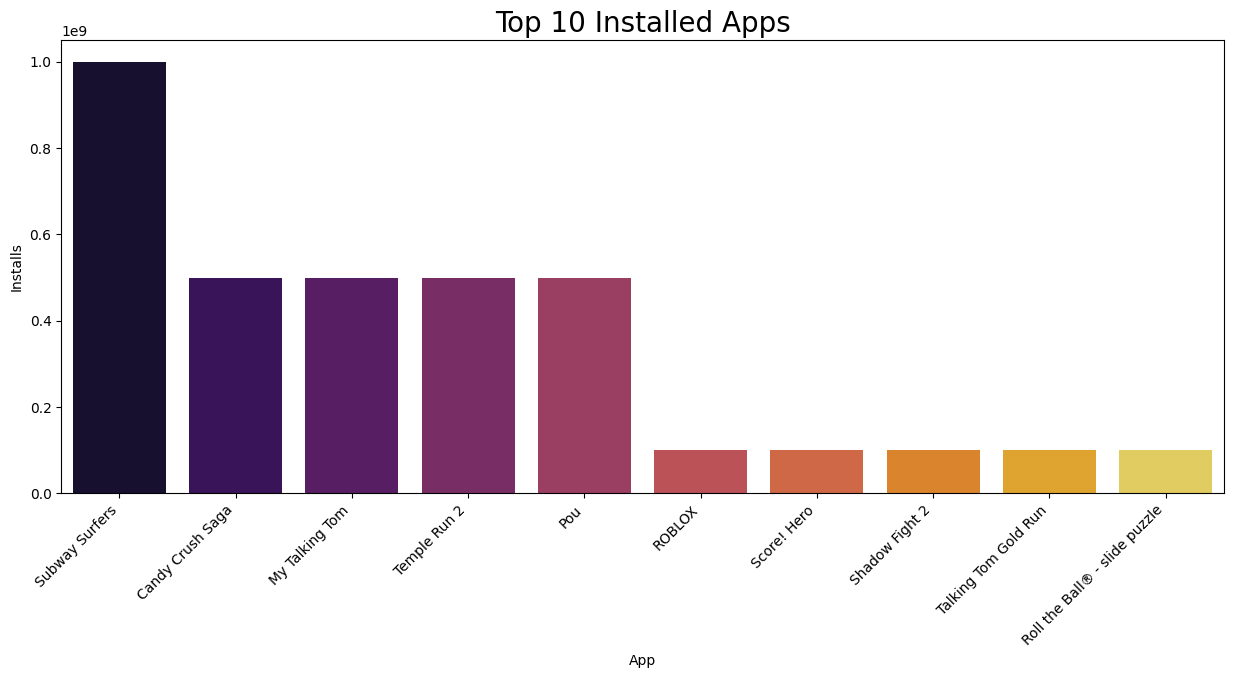 Top 10 Installed Apps
1e9
1.0
0.8
0.6
0.4
0.2
0.0
Installs
Subway Surfers
Candy Crush Saga
My Talking Tom
Temple Run 2
Pou
ROBLOX
Score! Hero
Shadow Fight 2
Talking Tom Gold Run
Roll the Ball® - slide puzzle
App